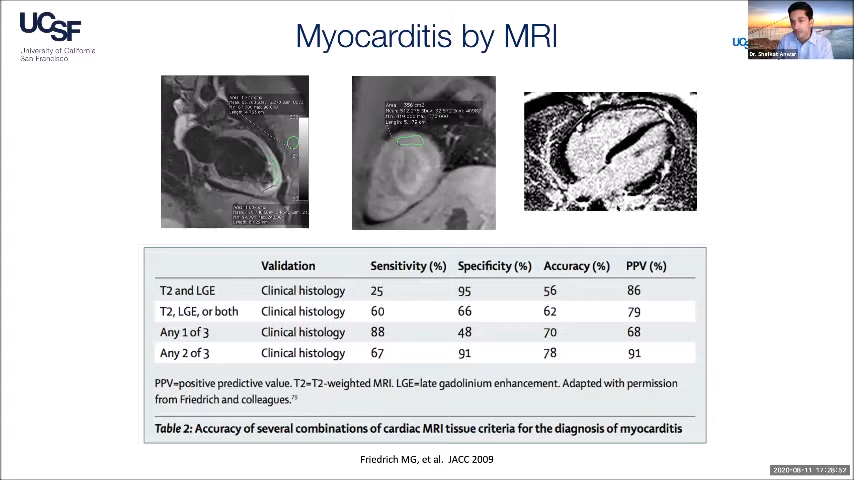 UCSF
University of California
San Francisco
Myocarditis by MRI
UC
Dr. Shafkat Anwar
Validation Sensitivity (%) Specificity (%) Accuracy (%) PPV (%)
T2 and LGE Clinical histology 25 95 56 86
T2, LGE, or both Clinical histology 60 66 62 79
Any 1 of 3 Clinical histology 88 48 70 68
Any 2 of 3 Clinical histology 67 91 78 91
PPV=positive predictive value. T2=T2-weighted MRI. LGE=late gadolinium enhancement. Adapted with permission
from Friedrich and colleagues.79
Table 2: Accuracy of several combinations of cardiac MRI tissue criteria for the diagnosis of myocarditis
Friedrich MG, et al. JACC 2009
2020-08-11 17:28:52